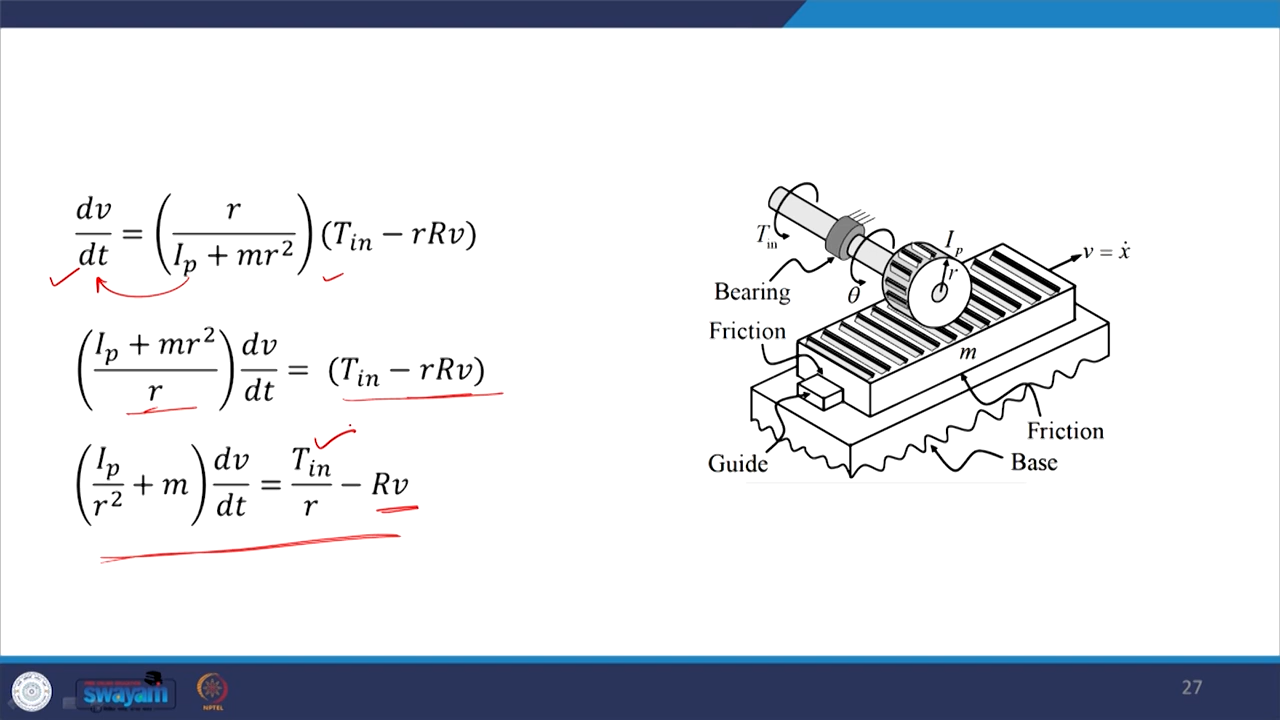 dv/dt = (r/(I_p + mr²)) (T_in − rRv)
((I_p + mr²)/r) dv/dt = (T_in − rRv)
(I_p/r² + m) dv/dt = T_in/r − Rv
T_in
Bearing
θ
I_p
r
v = ẋ
Friction
m
Guide
Friction
Base
swayam
NPTEL
27